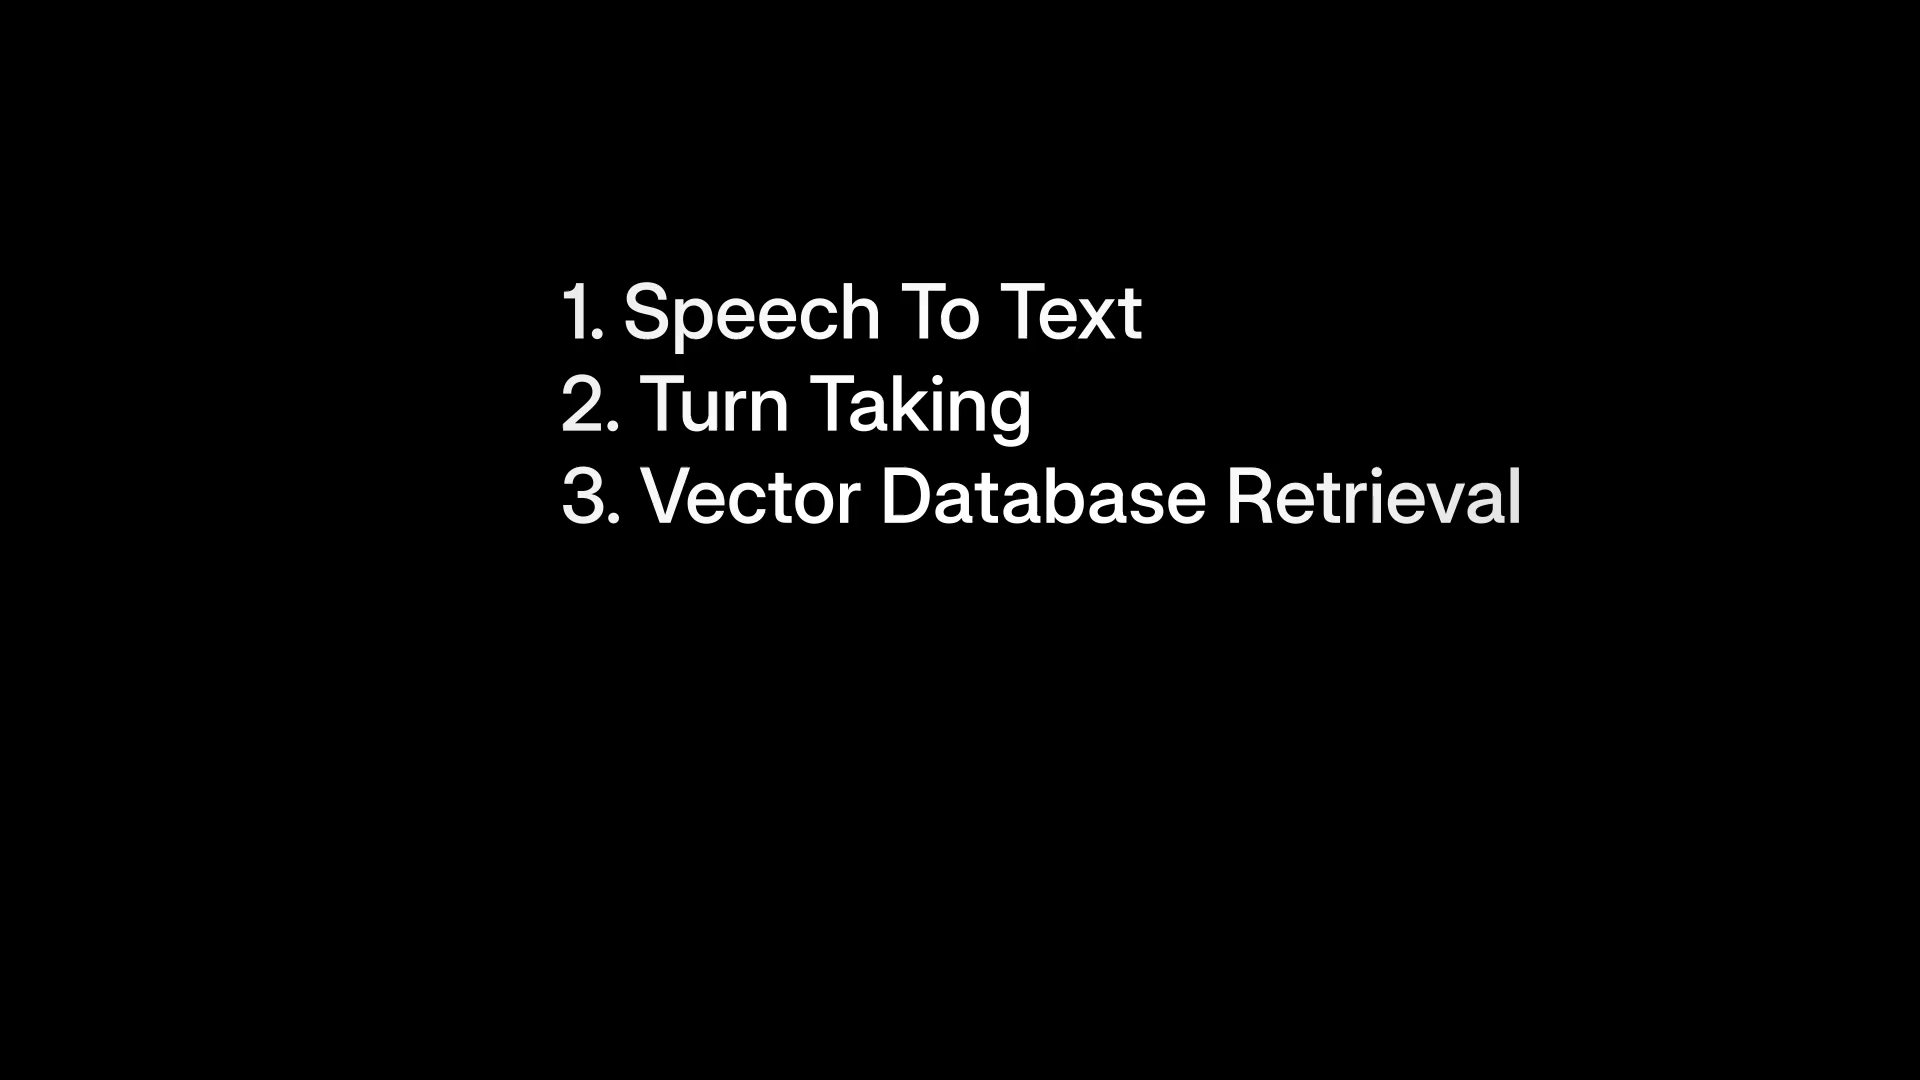 1. Speech To Text
2. Turn Taking
3. Vector Database Retrieval